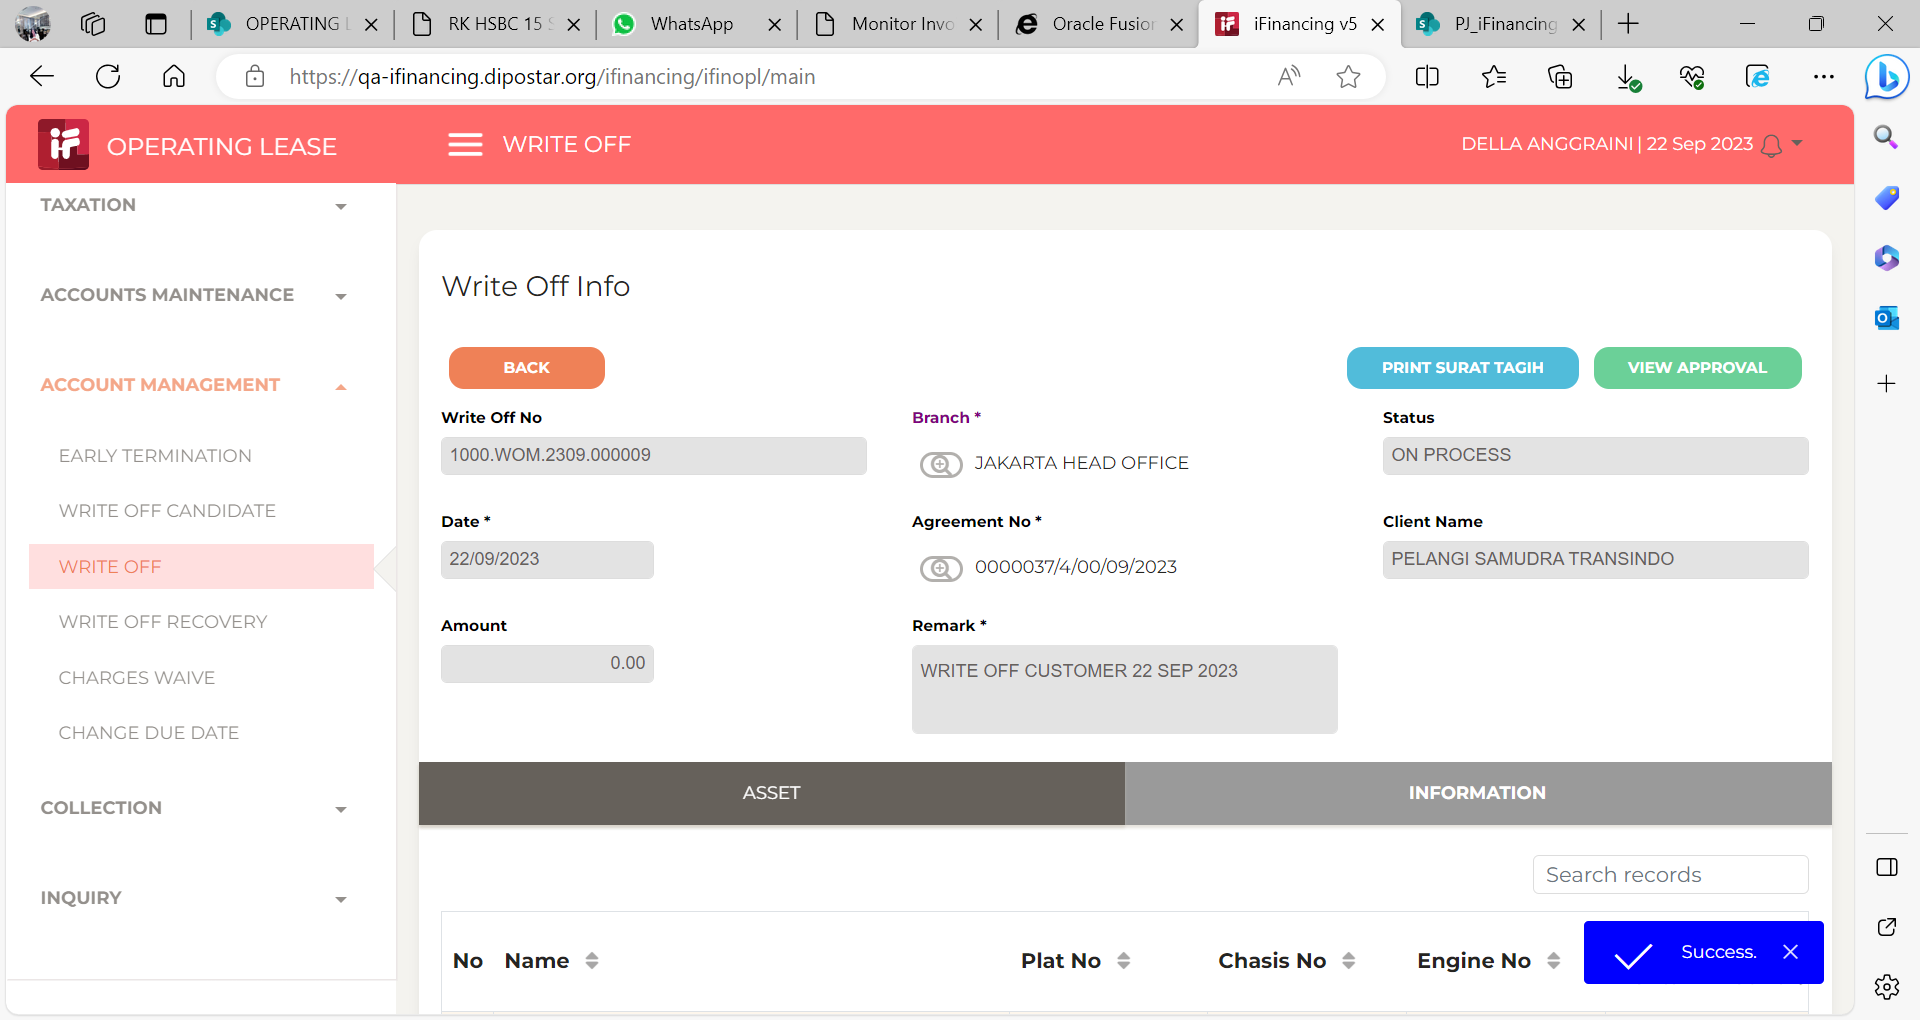 OPERATING L
RK HSBC 15 S
WhatsApp
Monitor Invo
Oracle Fusion
iFinancing v5
PJ_iFinancing
https://qa-ifinancing.dipostar.org/ifinancing/ifinopl/main
iF
OPERATING LEASE
WRITE OFF
DELLA ANGGRAINI | 22 Sep 2023
TAXATION
ACCOUNTS MAINTENANCE
ACCOUNT MANAGEMENT
EARLY TERMINATION
WRITE OFF CANDIDATE
WRITE OFF
WRITE OFF RECOVERY
CHARGES WAIVE
CHANGE DUE DATE
COLLECTION
INQUIRY
Write Off Info
BACK
PRINT SURAT TAGIH
VIEW APPROVAL
Write Off No
1000.WOM.2309.000009
Branch *
JAKARTA HEAD OFFICE
Status
ON PROCESS
Date *
22/09/2023
Agreement No *
0000037/4/00/09/2023
Client Name
PELANGI SAMUDRA TRANSINDO
Amount
0.00
Remark *
WRITE OFF CUSTOMER 22 SEP 2023
ASSET
INFORMATION
Search records
No Name Plat No Chasis No Engine No
Success.